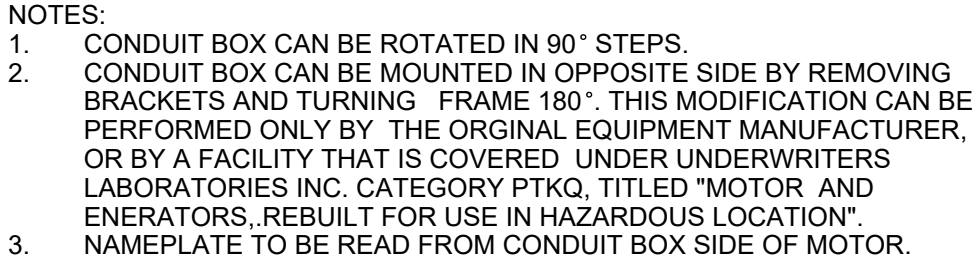 NOTES:
1. CONDUIT BOX CAN BE ROTATED IN 90° STEPS.
2. CONDUIT BOX CAN BE MOUNTED IN OPPOSITE SIDE BY REMOVING
BRACKETS AND TURNING FRAME 180°. THIS MODIFICATION CAN BE
PERFORMED ONLY BY THE ORGINAL EQUIPMENT MANUFACTURER,
OR BY A FACILITY THAT IS COVERED UNDER UNDERWRITERS
LABORATORIES INC. CATEGORY PTKQ, TITLED "MOTOR AND
ENERATORS,.REBUILT FOR USE IN HAZARDOUS LOCATION".
3. NAMEPLATE TO BE READ FROM CONDUIT BOX SIDE OF MOTOR.